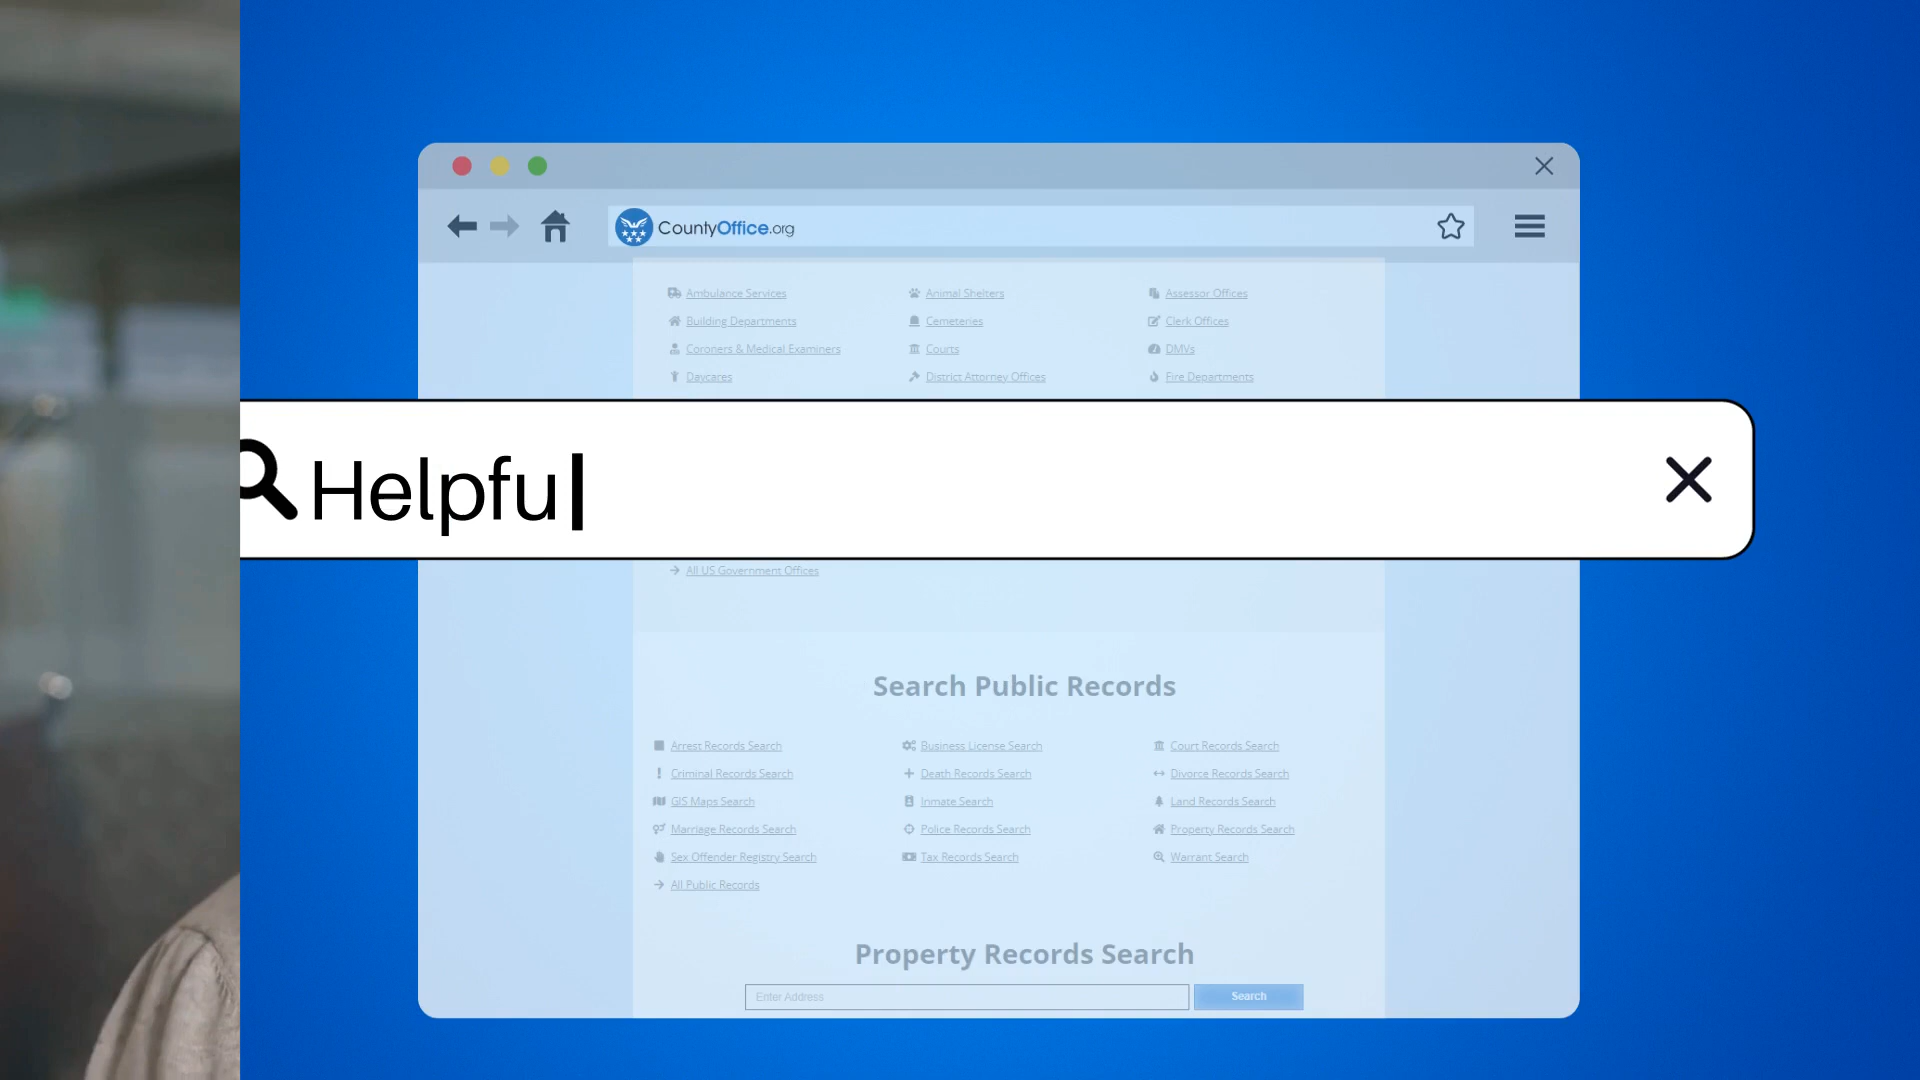 CountyOffice.org
Ambulance Services Animal Shelters Assessor Offices
Building Departments Cemeteries Clerk Offices
Coroners & Medical Examiners Courts DMVs
Daycares District Attorney Offices Fire Departments
Helpfu
All US Government Offices
Search Public Records
Arrest Records Search Business License Search Court Records Search
Criminal Records Search Death Records Search Divorce Records Search
GIS Maps Search Inmate Search Land Records Search
Marriage Records Search Police Records Search Property Records Search
Sex Offender Registry Search Tax Records Search Warrant Search
All Public Records
Property Records Search
Enter Address Search